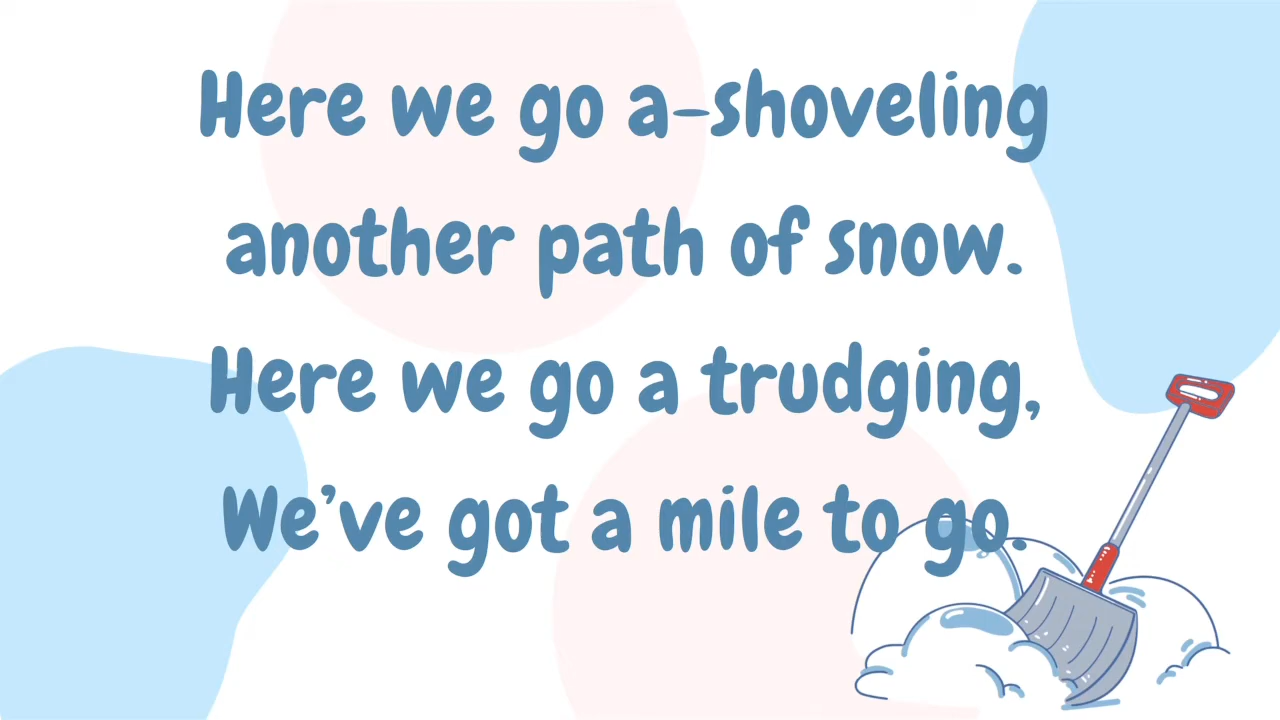 Here we go a-shoveling
another path of snow.
Here we go a trudging,
We've got a mile to go.